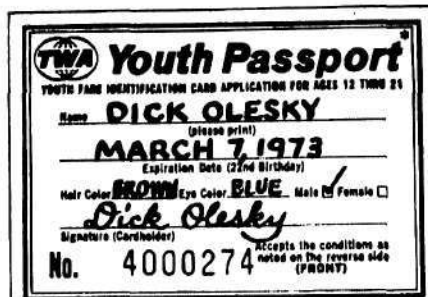 TWA Youth Passport*
YOUTH FARE IDENTIFICATION CARD APPLICATION FOR AGES 12 THRU 21
Name DICK OLESKY
(please print)
MARCH 7, 1973
Expiration Date (22nd Birthday)
Hair Color BROWN Eye Color BLUE Male Female
Dick Olesky
Signature (Cardholder)
Accepts the conditions as
noted on the reverse side
(FRONT)
No. 4000274